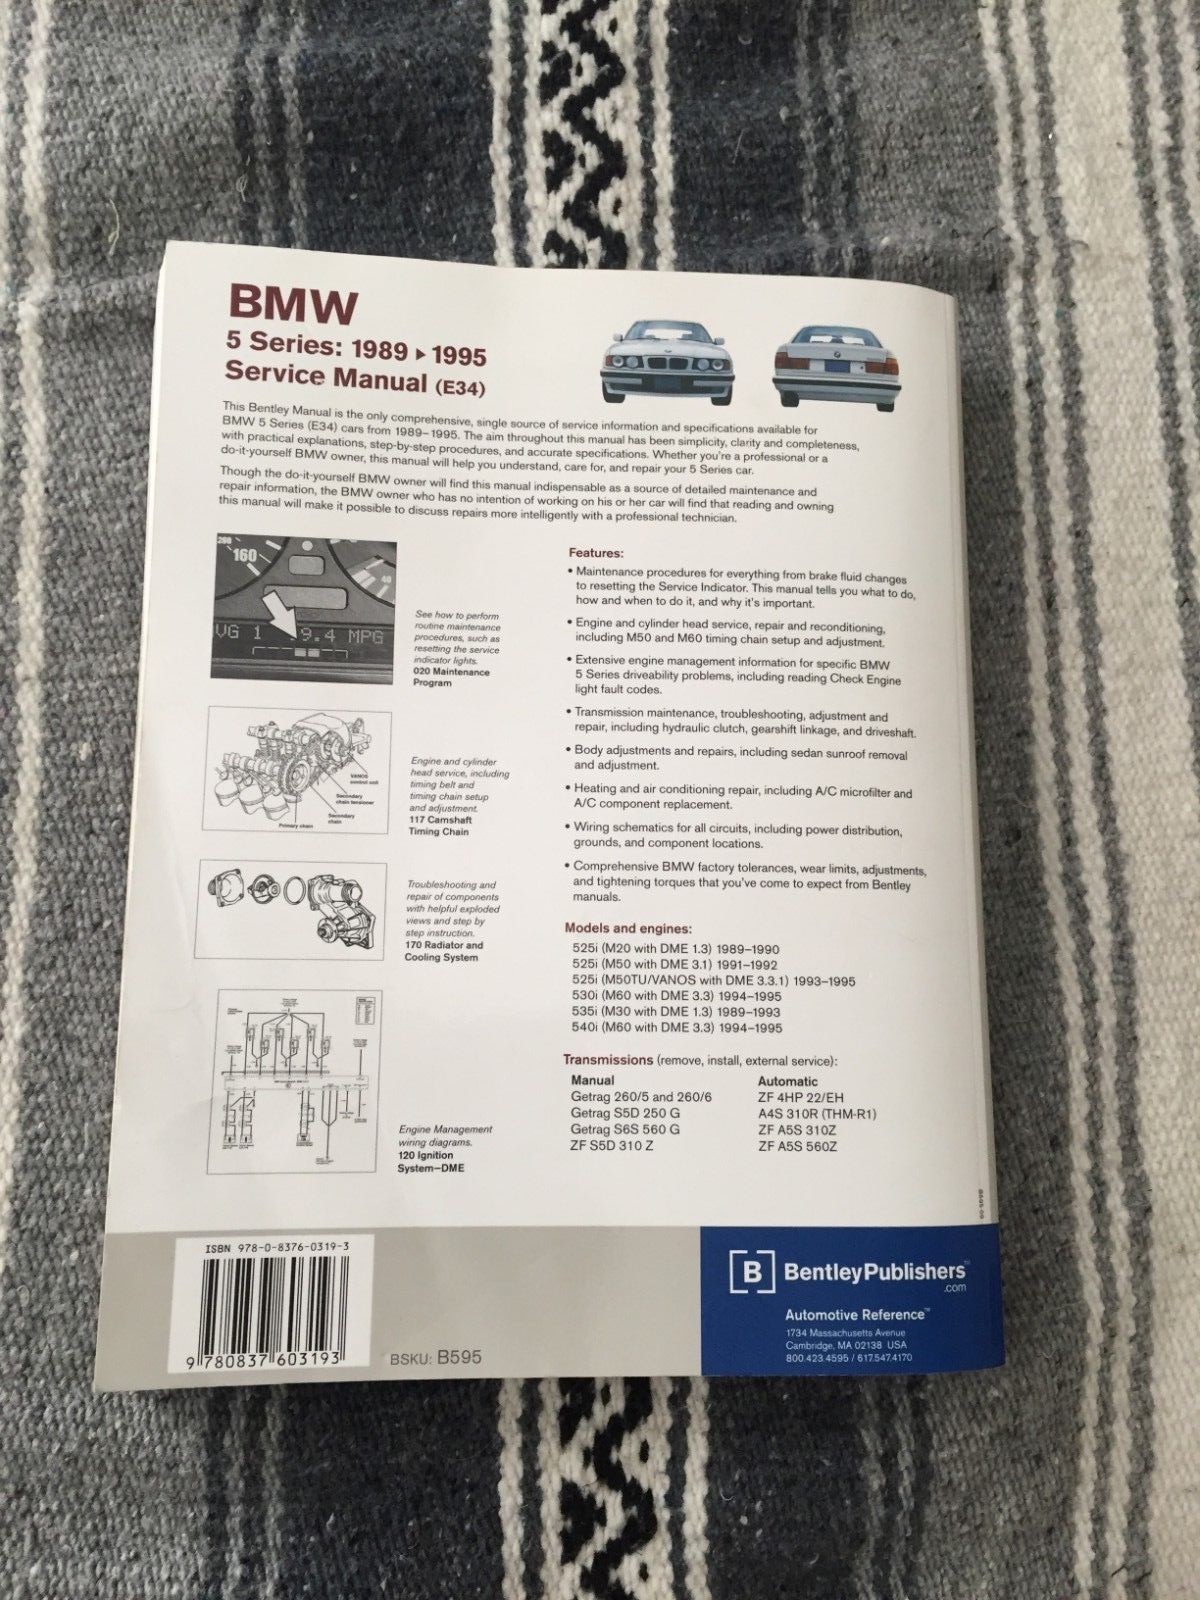 BMW
5 Series: 1989 ▸ 1995
Service Manual (E34)
This Bentley Manual is the only comprehensive, single source of service information and specifications available for
BMW 5 Series (E34) cars from 1989–1995. The aim throughout this manual has been simplicity, clarity and completeness,
with practical explanations, step-by-step procedures, and accurate specifications. Whether you're a professional or a
do-it-yourself BMW owner, this manual will help you understand, care for, and repair your 5 Series car.
Though the do-it-yourself BMW owner will find this manual indispensable as a source of detailed maintenance and
repair information, the BMW owner who has no intention of working on his or her car will find that reading and owning
this manual will make it possible to discuss repairs more intelligently with a professional technician.
160
40
VG 1 9.4 MPG
See how to perform
routine maintenance
procedures, such as
resetting the service
indicator lights.
020 Maintenance
Program
VANOS
control unit
Secondary
chain tensioner
Secondary
chain
Primary chain
Engine and cylinder
head service, including
timing belt and
timing chain setup
and adjustment.
117 Camshaft
Timing Chain
Troubleshooting and
repair of components
with helpful exploded
views and step by
step instruction.
170 Radiator and
Cooling System
Engine Management
wiring diagrams.
120 Ignition
System—DME
Features:
• Maintenance procedures for everything from brake fluid changes
to resetting the Service Indicator. This manual tells you what to do,
how and when to do it, and why it's important.
• Engine and cylinder head service, repair and reconditioning,
including M50 and M60 timing chain setup and adjustment.
• Extensive engine management information for specific BMW
5 Series driveability problems, including reading Check Engine
light fault codes.
• Transmission maintenance, troubleshooting, adjustment and
repair, including hydraulic clutch, gearshift linkage, and driveshaft.
• Body adjustments and repairs, including sedan sunroof removal
and adjustment.
• Heating and air conditioning repair, including A/C microfilter and
A/C component replacement.
• Wiring schematics for all circuits, including power distribution,
grounds, and component locations.
• Comprehensive BMW factory tolerances, wear limits, adjustments,
and tightening torques that you've come to expect from Bentley
manuals.
Models and engines:
525i (M20 with DME 1.3) 1989–1990
525i (M50 with DME 3.1) 1991–1992
525i (M50TU/VANOS with DME 3.3.1) 1993–1995
530i (M60 with DME 3.3) 1994–1995
535i (M30 with DME 1.3) 1989–1993
540i (M60 with DME 3.3) 1994–1995
Transmissions (remove, install, external service):
Manual Automatic
Getrag 260/5 and 260/6 ZF 4HP 22/EH
Getrag S5D 250 G A4S 310R (THM-R1)
Getrag S6S 560 G ZF A5S 310Z
ZF S5D 310 Z ZF A5S 560Z
ISBN 978-0-8376-0319-3
9 780837 603193
BSKU: B595
[B] BentleyPublishers™
.com
Automotive Reference™
1734 Massachusetts Avenue
Cambridge, MA 02138 USA
800.423.4595 / 617.547.4170